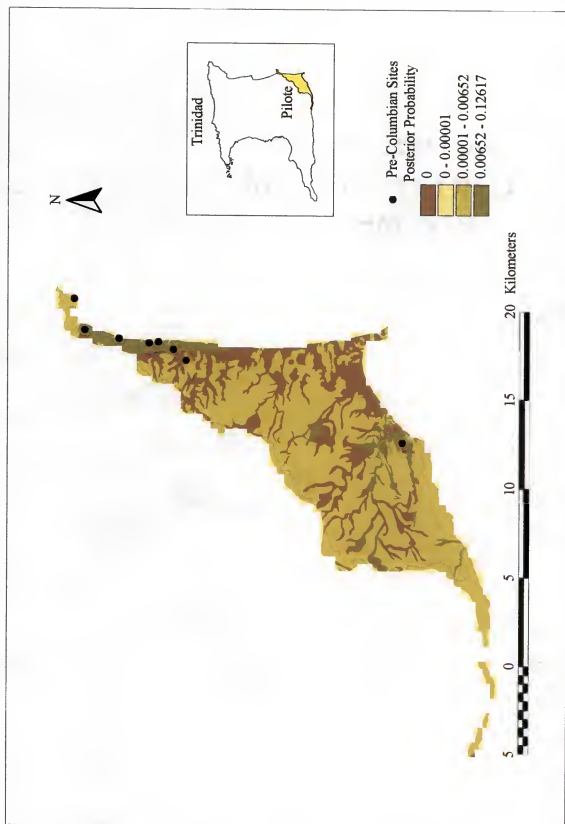 N
Trinidad
Pilote
Pre-Columbian Sites
Posterior Probability
0
0 - 0.00001
0.00001 - 0.00652
0.00652 - 0.12617
5 0 5 10 15 20 Kilometers